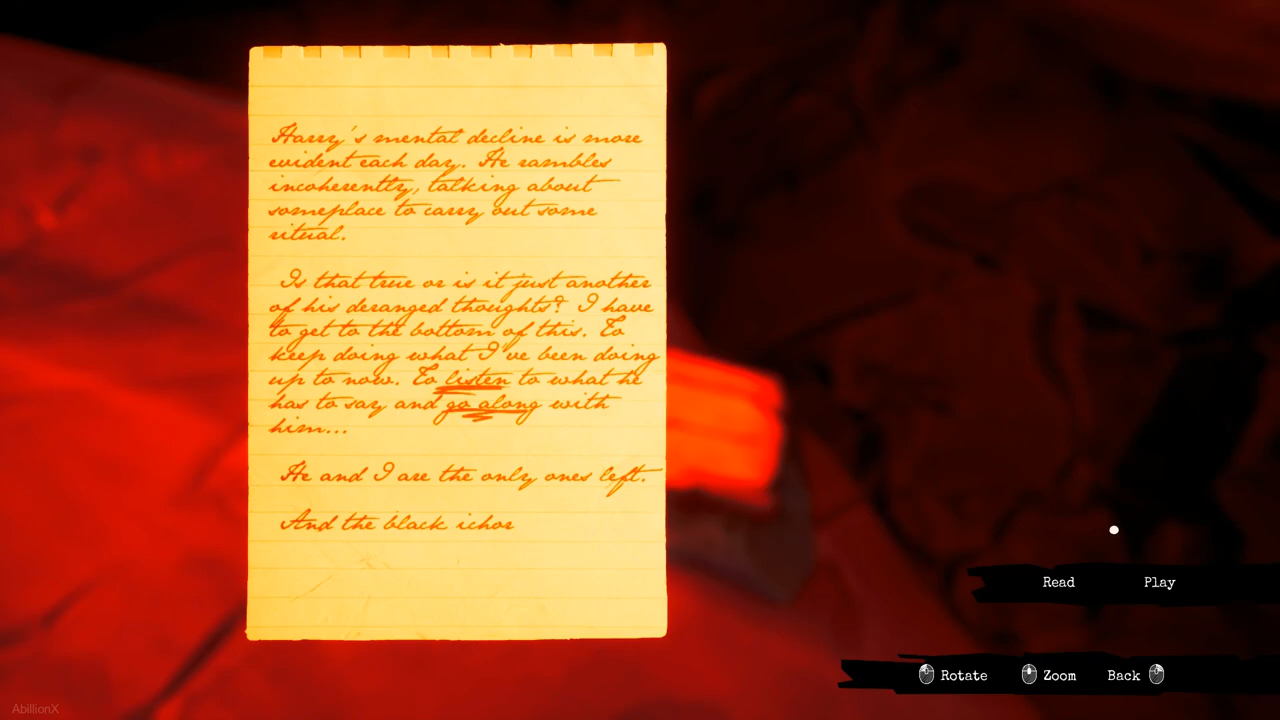 Harry's mental decline is more
evident each day. He rambles
incoherently, talking about
someplace to carry out some
ritual.
Is that true or is it just another
of his deranged thoughts? I have
to get to the bottom of this. To
keep doing what I've been doing
up to now. To listen to what he
has to say and go along with
him...
He and I are the only ones left.
And the black ichor
Read Play
Rotate Zoom Back
AbillionX